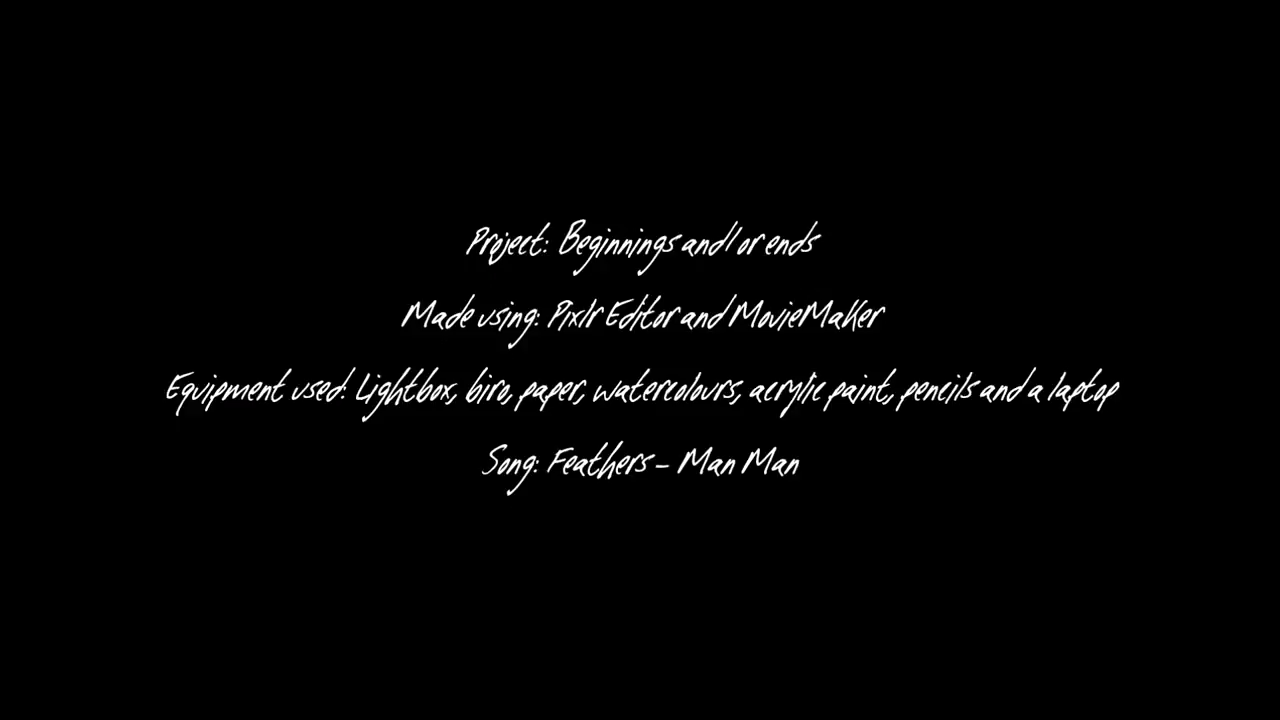 Project: Beginnings and/or ends
Made using: Pixlr Editor and MovieMaker
Equipment used: Lightbox, biro, paper, watercolours, acrylic paint, pencils and a laptop
Song: Feathers - Man Man